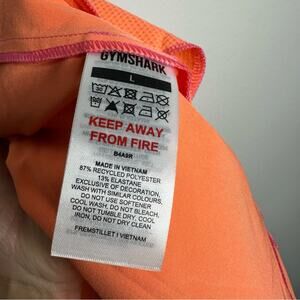 GYMSHARK
L
KEEP AWAY
FROM FIRE
B4A9R
MADE IN VIETNAM
87% RECYCLED POLYESTER
13% ELASTANE
EXCLUSIVE OF DECORATION,
WASH WITH SIMILAR COLOURS,
DO NOT USE SOFTENER
COOL WASH, DO NOT BLEACH,
DO NOT TUMBLE DRY, COOL
IRON, DO NOT DRY CLEAN
FREMSTILLET I VIETNAM